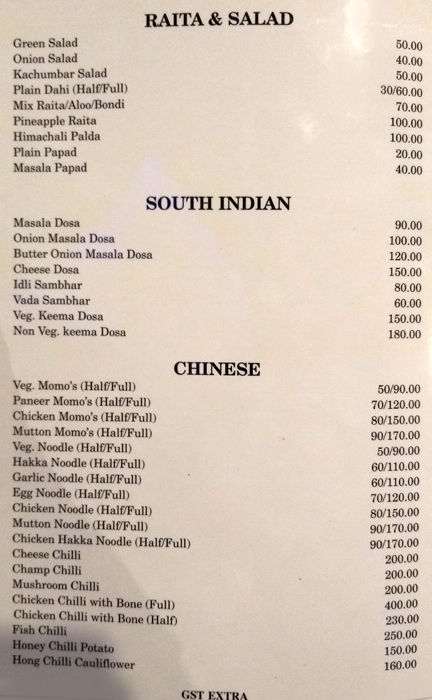 RAITA & SALAD
Green Salad 50.00
Onion Salad 40.00
Kachumbar Salad 50.00
Plain Dahi (Half/Full) 30/60.00
Mix Raita/Aloo/Bondi 70.00
Pineapple Raita 100.00
Himachali Palda 100.00
Plain Papad 20.00
Masala Papad 40.00
SOUTH INDIAN
Masala Dosa 90.00
Onion Masala Dosa 100.00
Butter Onion Masala Dosa 120.00
Cheese Dosa 150.00
Idli Sambhar 80.00
Vada Sambhar 60.00
Veg. Keema Dosa 150.00
Non Veg. keema Dosa 180.00
CHINESE
Veg. Momo's (Half/Full) 50/90.00
Paneer Momo's (Half/Full) 70/120.00
Chicken Momo's (Half/Full) 80/150.00
Mutton Momo's (Half/Full) 90/170.00
Veg. Noodle (Half/Full) 50/90.00
Hakka Noodle (Half/Full) 60/110.00
Garlic Noodle (Half/Full) 60/110.00
Egg Noodle (Half/Full) 70/120.00
Chicken Noodle (Half/Full) 80/150.00
Mutton Noodle (Half/Full) 90/170.00
Chicken Hakka Noodle (Half/Full) 90/170.00
Cheese Chilli 200.00
Champ Chilli 200.00
Mushroom Chilli 200.00
Chicken Chilli with Bone (Full) 400.00
Chicken Chilli with Bone (Half) 230.00
Fish Chilli 250.00
Honey Chilli Potato 150.00
Hong Chilli Cauliflower 160.00
GST EXTRA